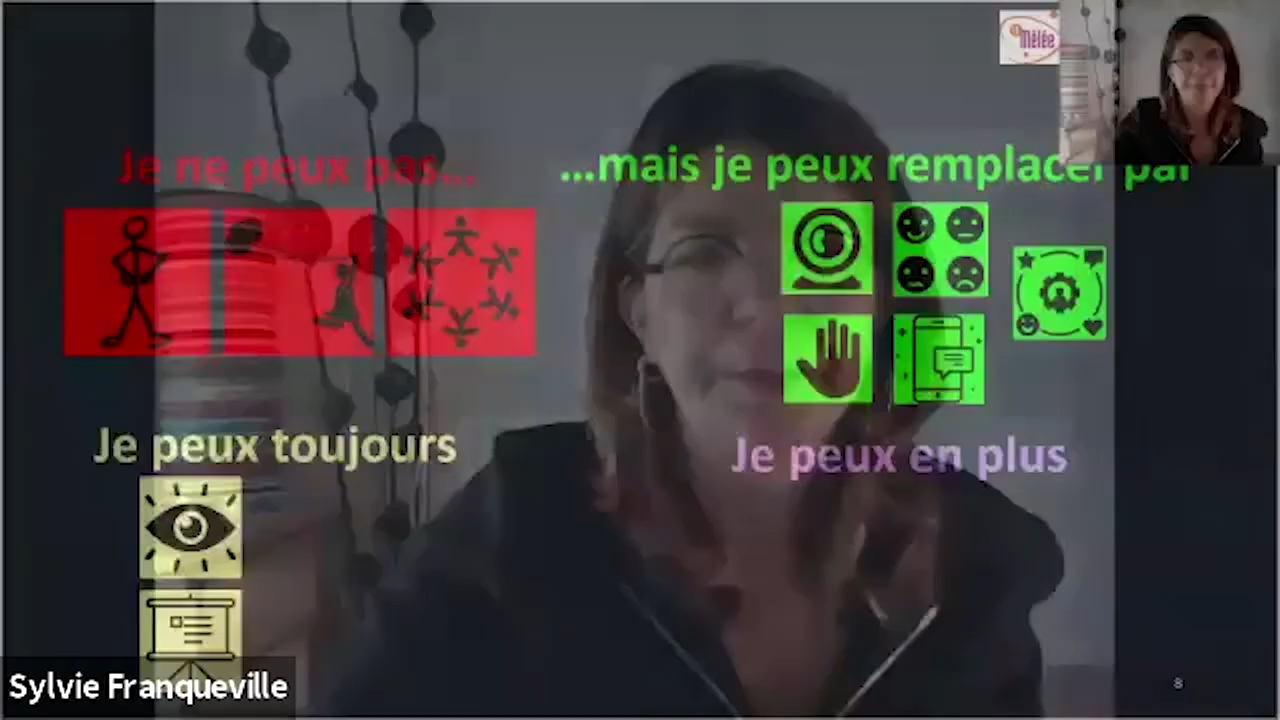 Mêlée
Je ne peux pas...
...mais je peux remplacer par
Je peux toujours
Je peux en plus
Sylvie Franqueville
8